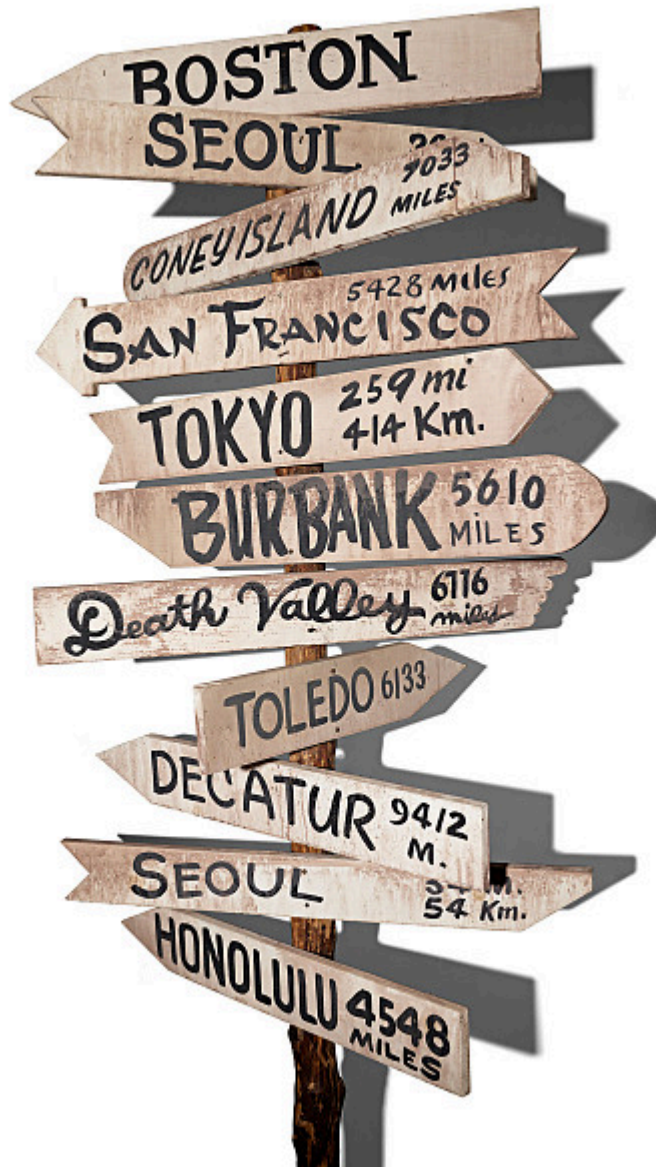 BOSTON
SEOUL
CONEY ISLAND 7033
MILES
5428 MILES
SAN FRANCISCO
TOKYO 259 mi
414 Km.
BURBANK 5610
MILES
Death Valley 6116
miles
TOLEDO 6133
DECATUR 9412
M.
SEOUL
54 Km.
HONOLULU 4548
MILES